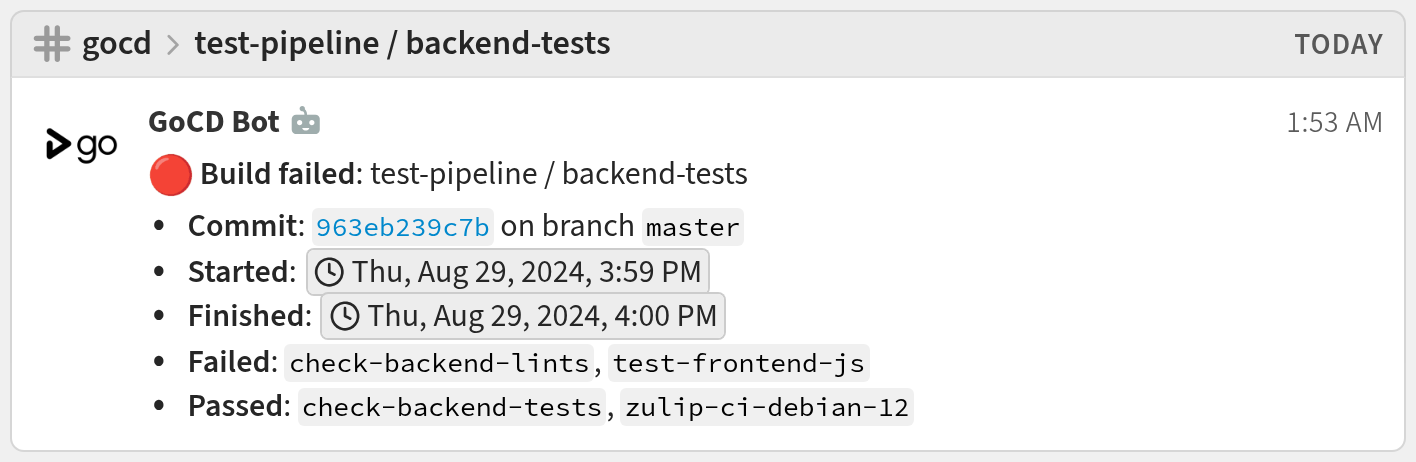 gocd > test-pipeline / backend-tests TODAY
GoCD Bot 1:53 AM
go
Build failed: test-pipeline / backend-tests
• Commit: 963eb239c7b on branch master
• Started: Thu, Aug 29, 2024, 3:59 PM
• Finished: Thu, Aug 29, 2024, 4:00 PM
• Failed: check-backend-lints, test-frontend-js
• Passed: check-backend-tests, zulip-ci-debian-12